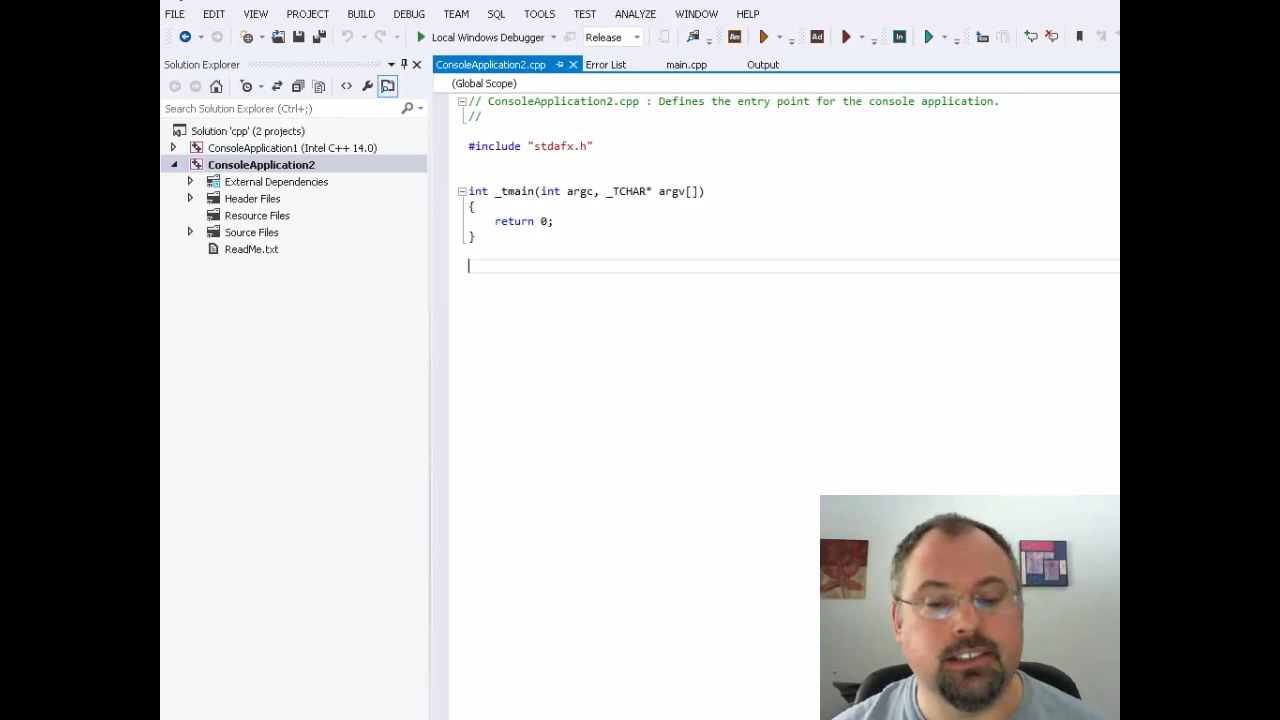 FILE EDIT VIEW PROJECT BUILD DEBUG TEAM SQL TOOLS TEST ANALYZE WINDOW HELP
Local Windows Debugger Release
Solution Explorer
ConsoleApplication2.cpp Error List main.cpp Output
(Global Scope)
Search Solution Explorer (Ctrl+;)
Solution 'cpp' (2 projects)
ConsoleApplication1 (Intel C++ 14.0)
ConsoleApplication2
External Dependencies
Header Files
Resource Files
Source Files
ReadMe.txt
// ConsoleApplication2.cpp : Defines the entry point for the console application.
//
#include "stdafx.h"
int _tmain(int argc, _TCHAR* argv[])
{
return 0;
}